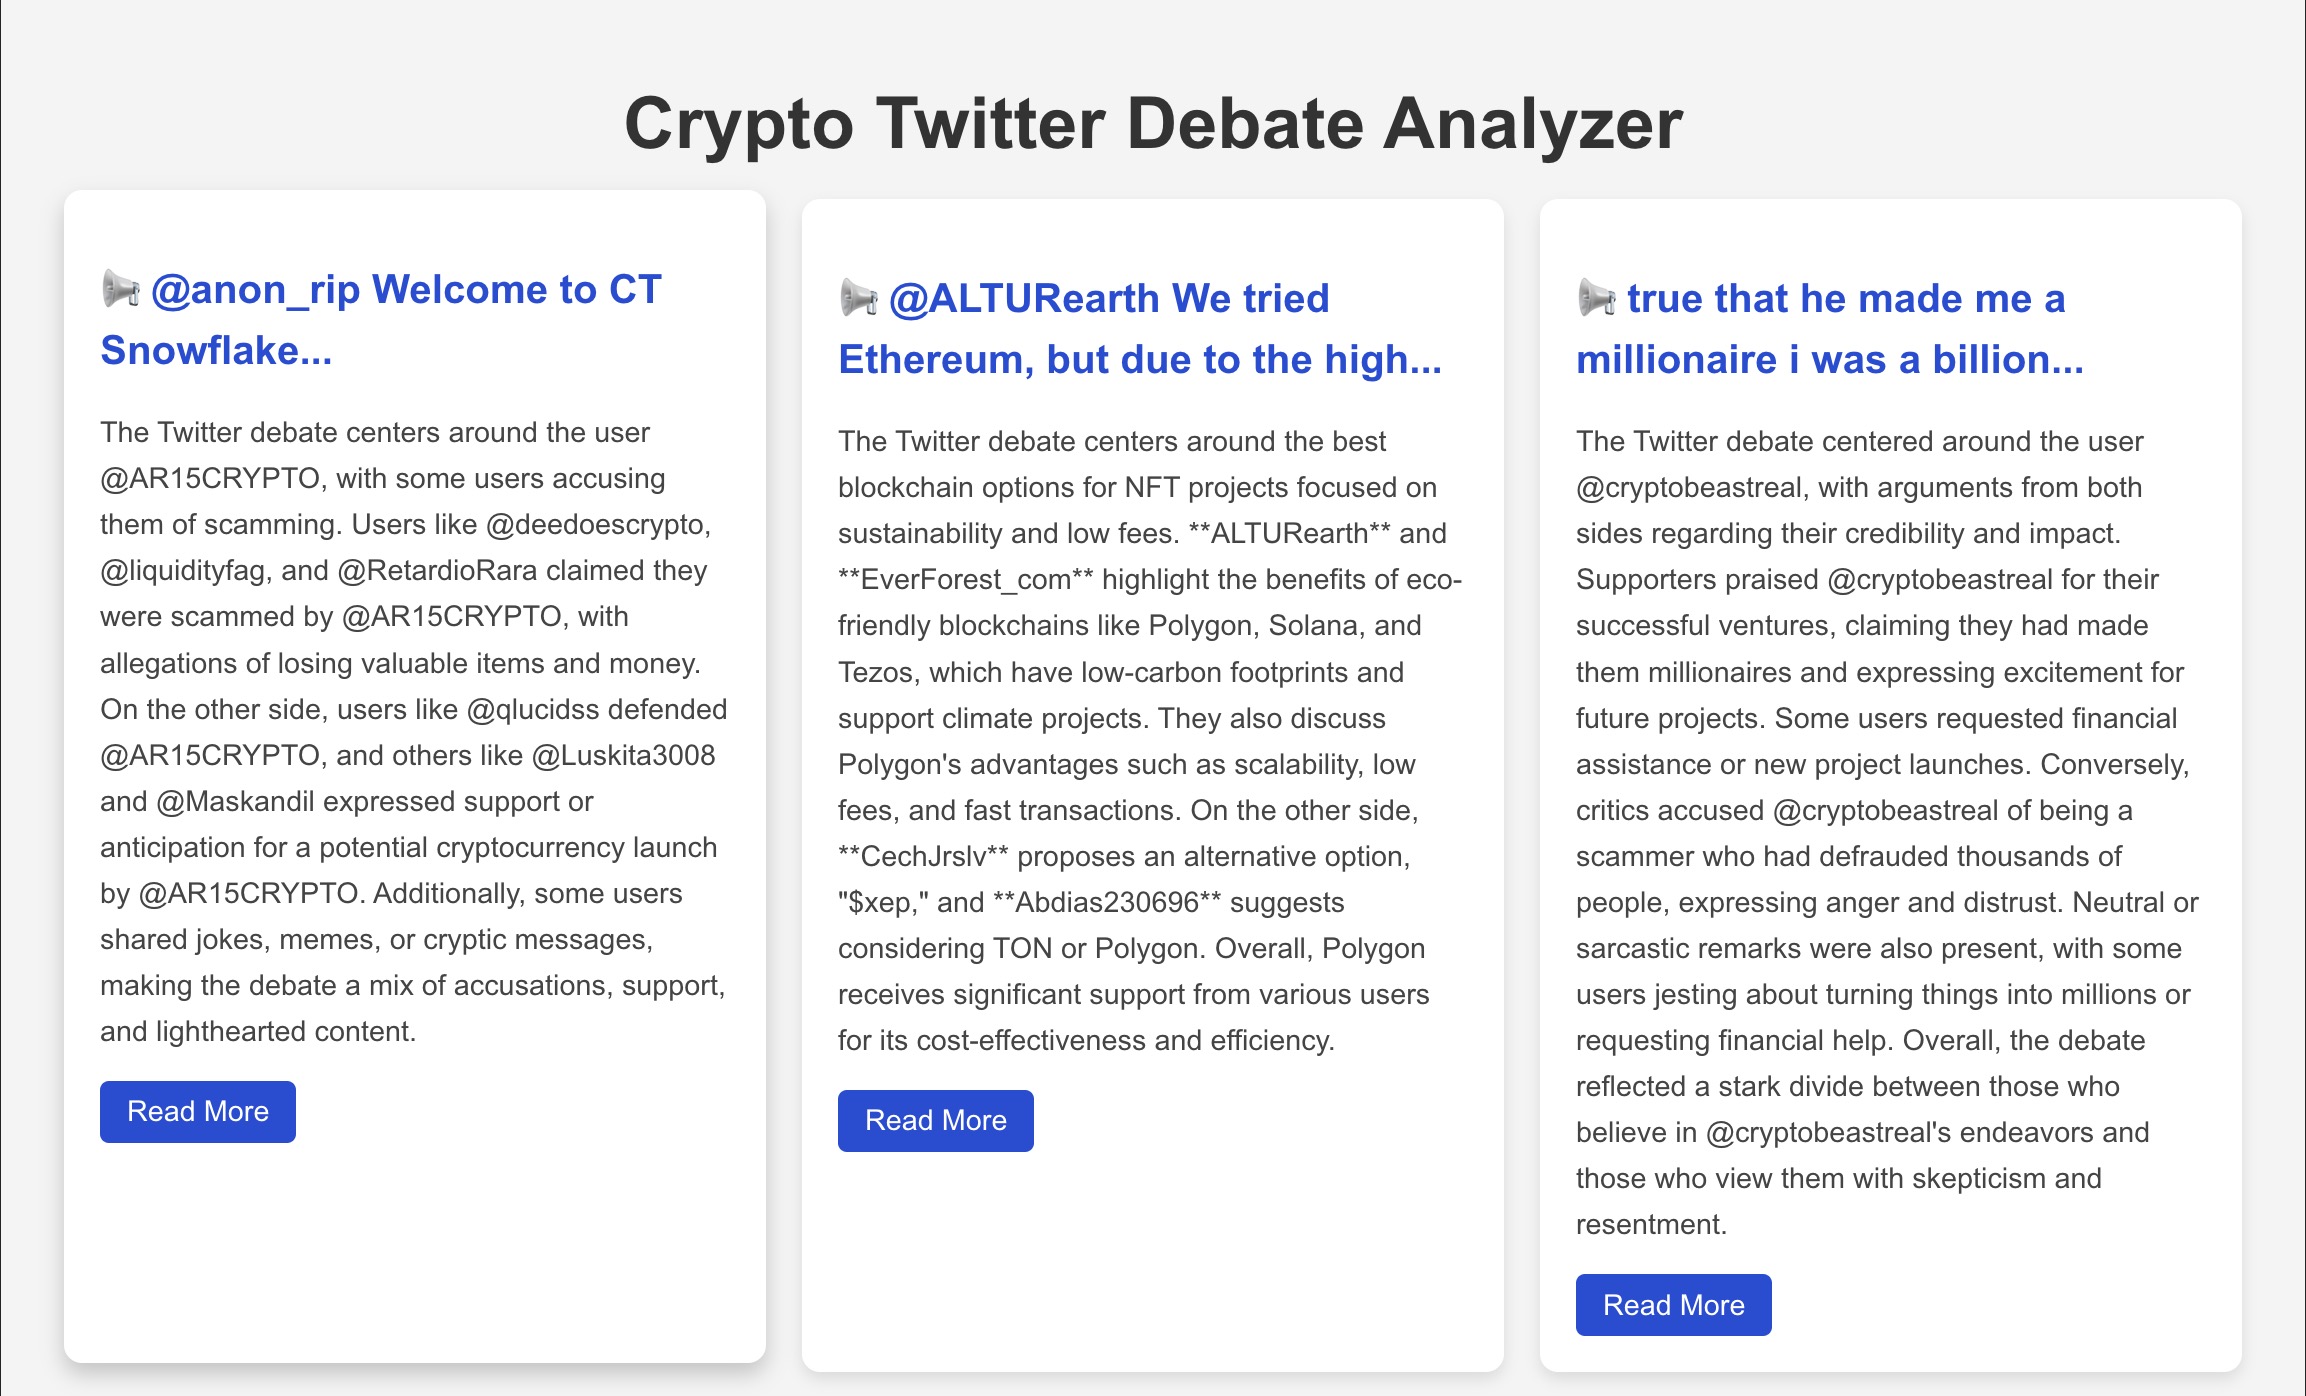 Crypto Twitter Debate Analyzer
📢 @anon_rip Welcome to CT
Snowflake...
The Twitter debate centers around the user
@AR15CRYPTO, with some users accusing
them of scamming. Users like @deedoescrypto,
@liquidityfag, and @RetardioRara claimed they
were scammed by @AR15CRYPTO, with
allegations of losing valuable items and money.
On the other side, users like @qlucidss defended
@AR15CRYPTO, and others like @Luskita3008
and @Maskandil expressed support or
anticipation for a potential cryptocurrency launch
by @AR15CRYPTO. Additionally, some users
shared jokes, memes, or cryptic messages,
making the debate a mix of accusations, support,
and lighthearted content.
Read More
📢 @ALTURearth We tried
Ethereum, but due to the high...
The Twitter debate centers around the best
blockchain options for NFT projects focused on
sustainability and low fees. **ALTURearth** and
**EverForest_com** highlight the benefits of eco-
friendly blockchains like Polygon, Solana, and
Tezos, which have low-carbon footprints and
support climate projects. They also discuss
Polygon's advantages such as scalability, low
fees, and fast transactions. On the other side,
**CechJrslv** proposes an alternative option,
"$xep," and **Abdias230696** suggests
considering TON or Polygon. Overall, Polygon
receives significant support from various users
for its cost-effectiveness and efficiency.
Read More
📢 true that he made me a
millionaire i was a billion...
The Twitter debate centered around the user
@cryptobeastreal, with arguments from both
sides regarding their credibility and impact.
Supporters praised @cryptobeastreal for their
successful ventures, claiming they had made
them millionaires and expressing excitement for
future projects. Some users requested financial
assistance or new project launches. Conversely,
critics accused @cryptobeastreal of being a
scammer who had defrauded thousands of
people, expressing anger and distrust. Neutral or
sarcastic remarks were also present, with some
users jesting about turning things into millions or
requesting financial help. Overall, the debate
reflected a stark divide between those who
believe in @cryptobeastreal's endeavors and
those who view them with skepticism and
resentment.
Read More